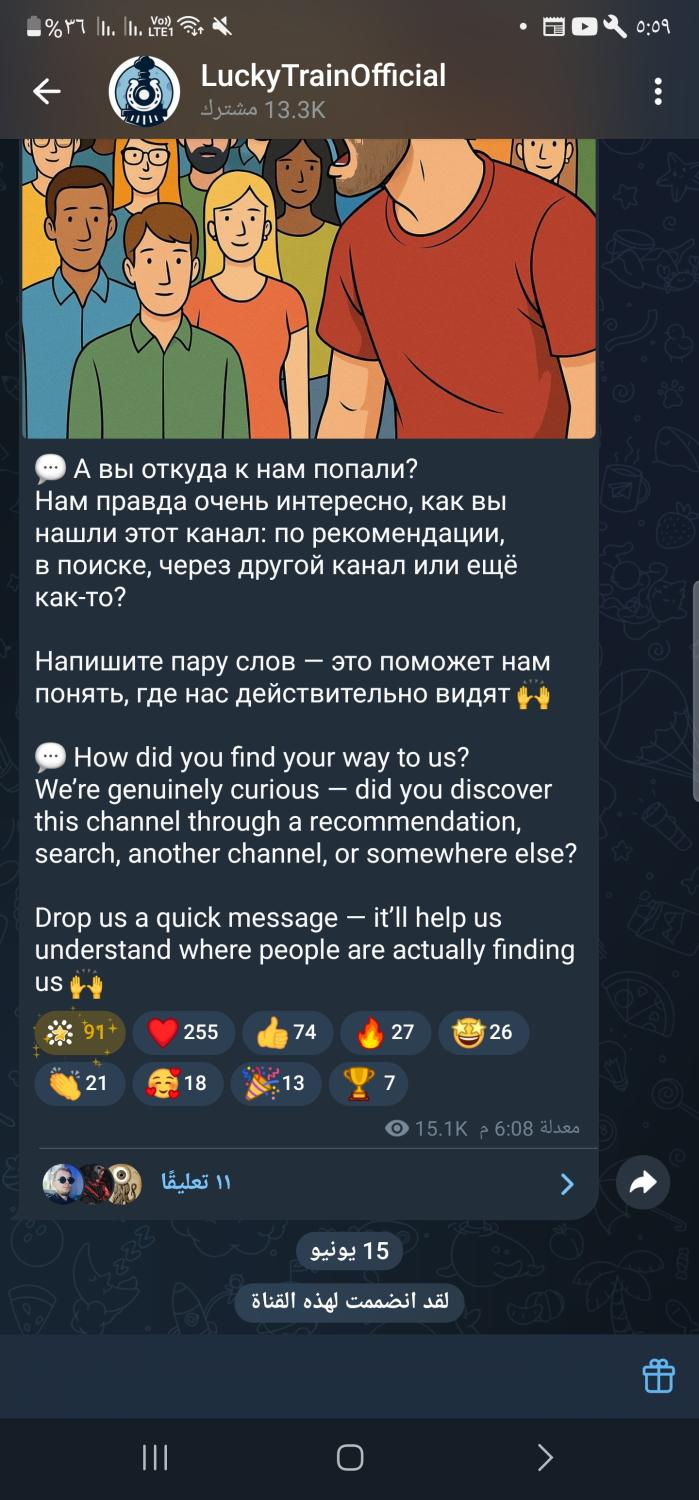 %٣٦ Vo) LTE1 ٥:٥٩
LuckyTrainOfficial
13.3K مشترك
💬 А вы откуда к нам попали?
Нам правда очень интересно, как вы
нашли этот канал: по рекомендации,
в поиске, через другой канал или ещё
как-то?
Напишите пару слов — это поможет нам
понять, где нас действительно видят 🙌
💬 How did you find your way to us?
We’re genuinely curious — did you discover
this channel through a recommendation,
search, another channel, or somewhere else?
Drop us a quick message — it’ll help us
understand where people are actually finding
us 🙌
91 ❤️ 255 👍 74 🔥 27 🤩 26
👏 21 🥰 18 🎉 13 🏆 7
15.1K معدلة 6:08 م
١١ تعليقًا
15 يونيو
لقد انضممت لهذه القناة